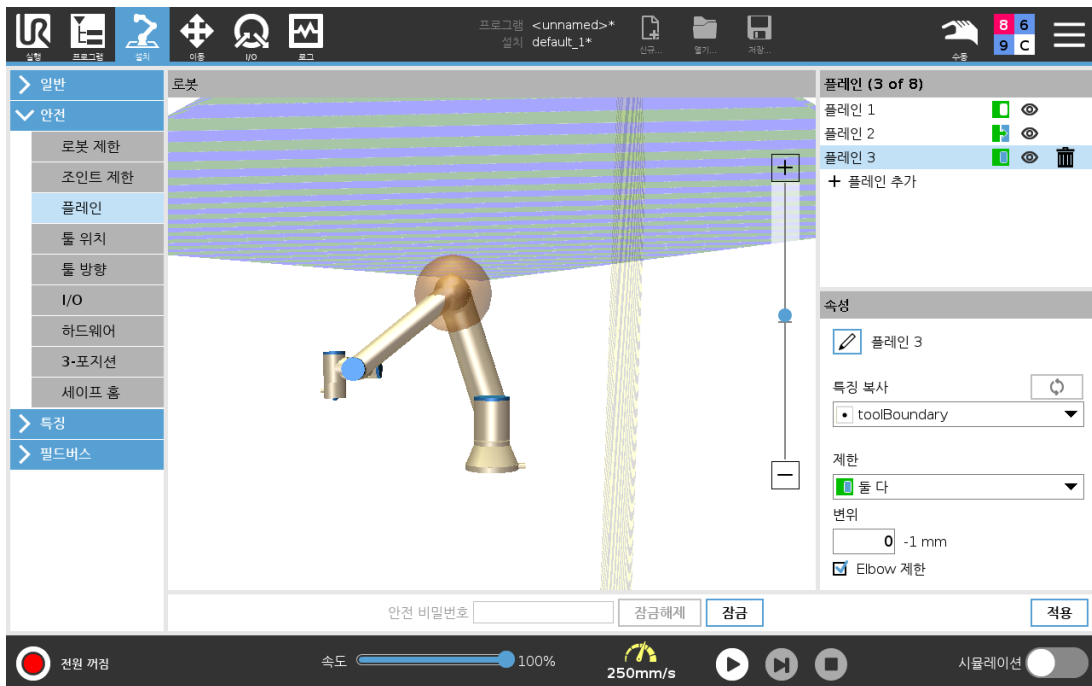 프로그램 <unnamed>*
설치 default_1*
실행 프로그램 설치 이동 I/O 로그 신규... 열기... 저장... 수동
8 6
9 C
일반
안전
로봇 제한
조인트 제한
플레인
툴 위치
툴 방향
I/O
하드웨어
3-포지션
세이프 홈
특징
필드버스
로봇
플레인 (3 of 8)
플레인 1
플레인 2
플레인 3
+ 플레인 추가
속성
플레인 3
특징 복사
toolBoundary
제한
둘 다
변위
0 -1 mm
Elbow 제한
안전 비밀번호 잠금해제 잠금 적용
전원 꺼짐 속도 100% 250mm/s 시뮬레이션